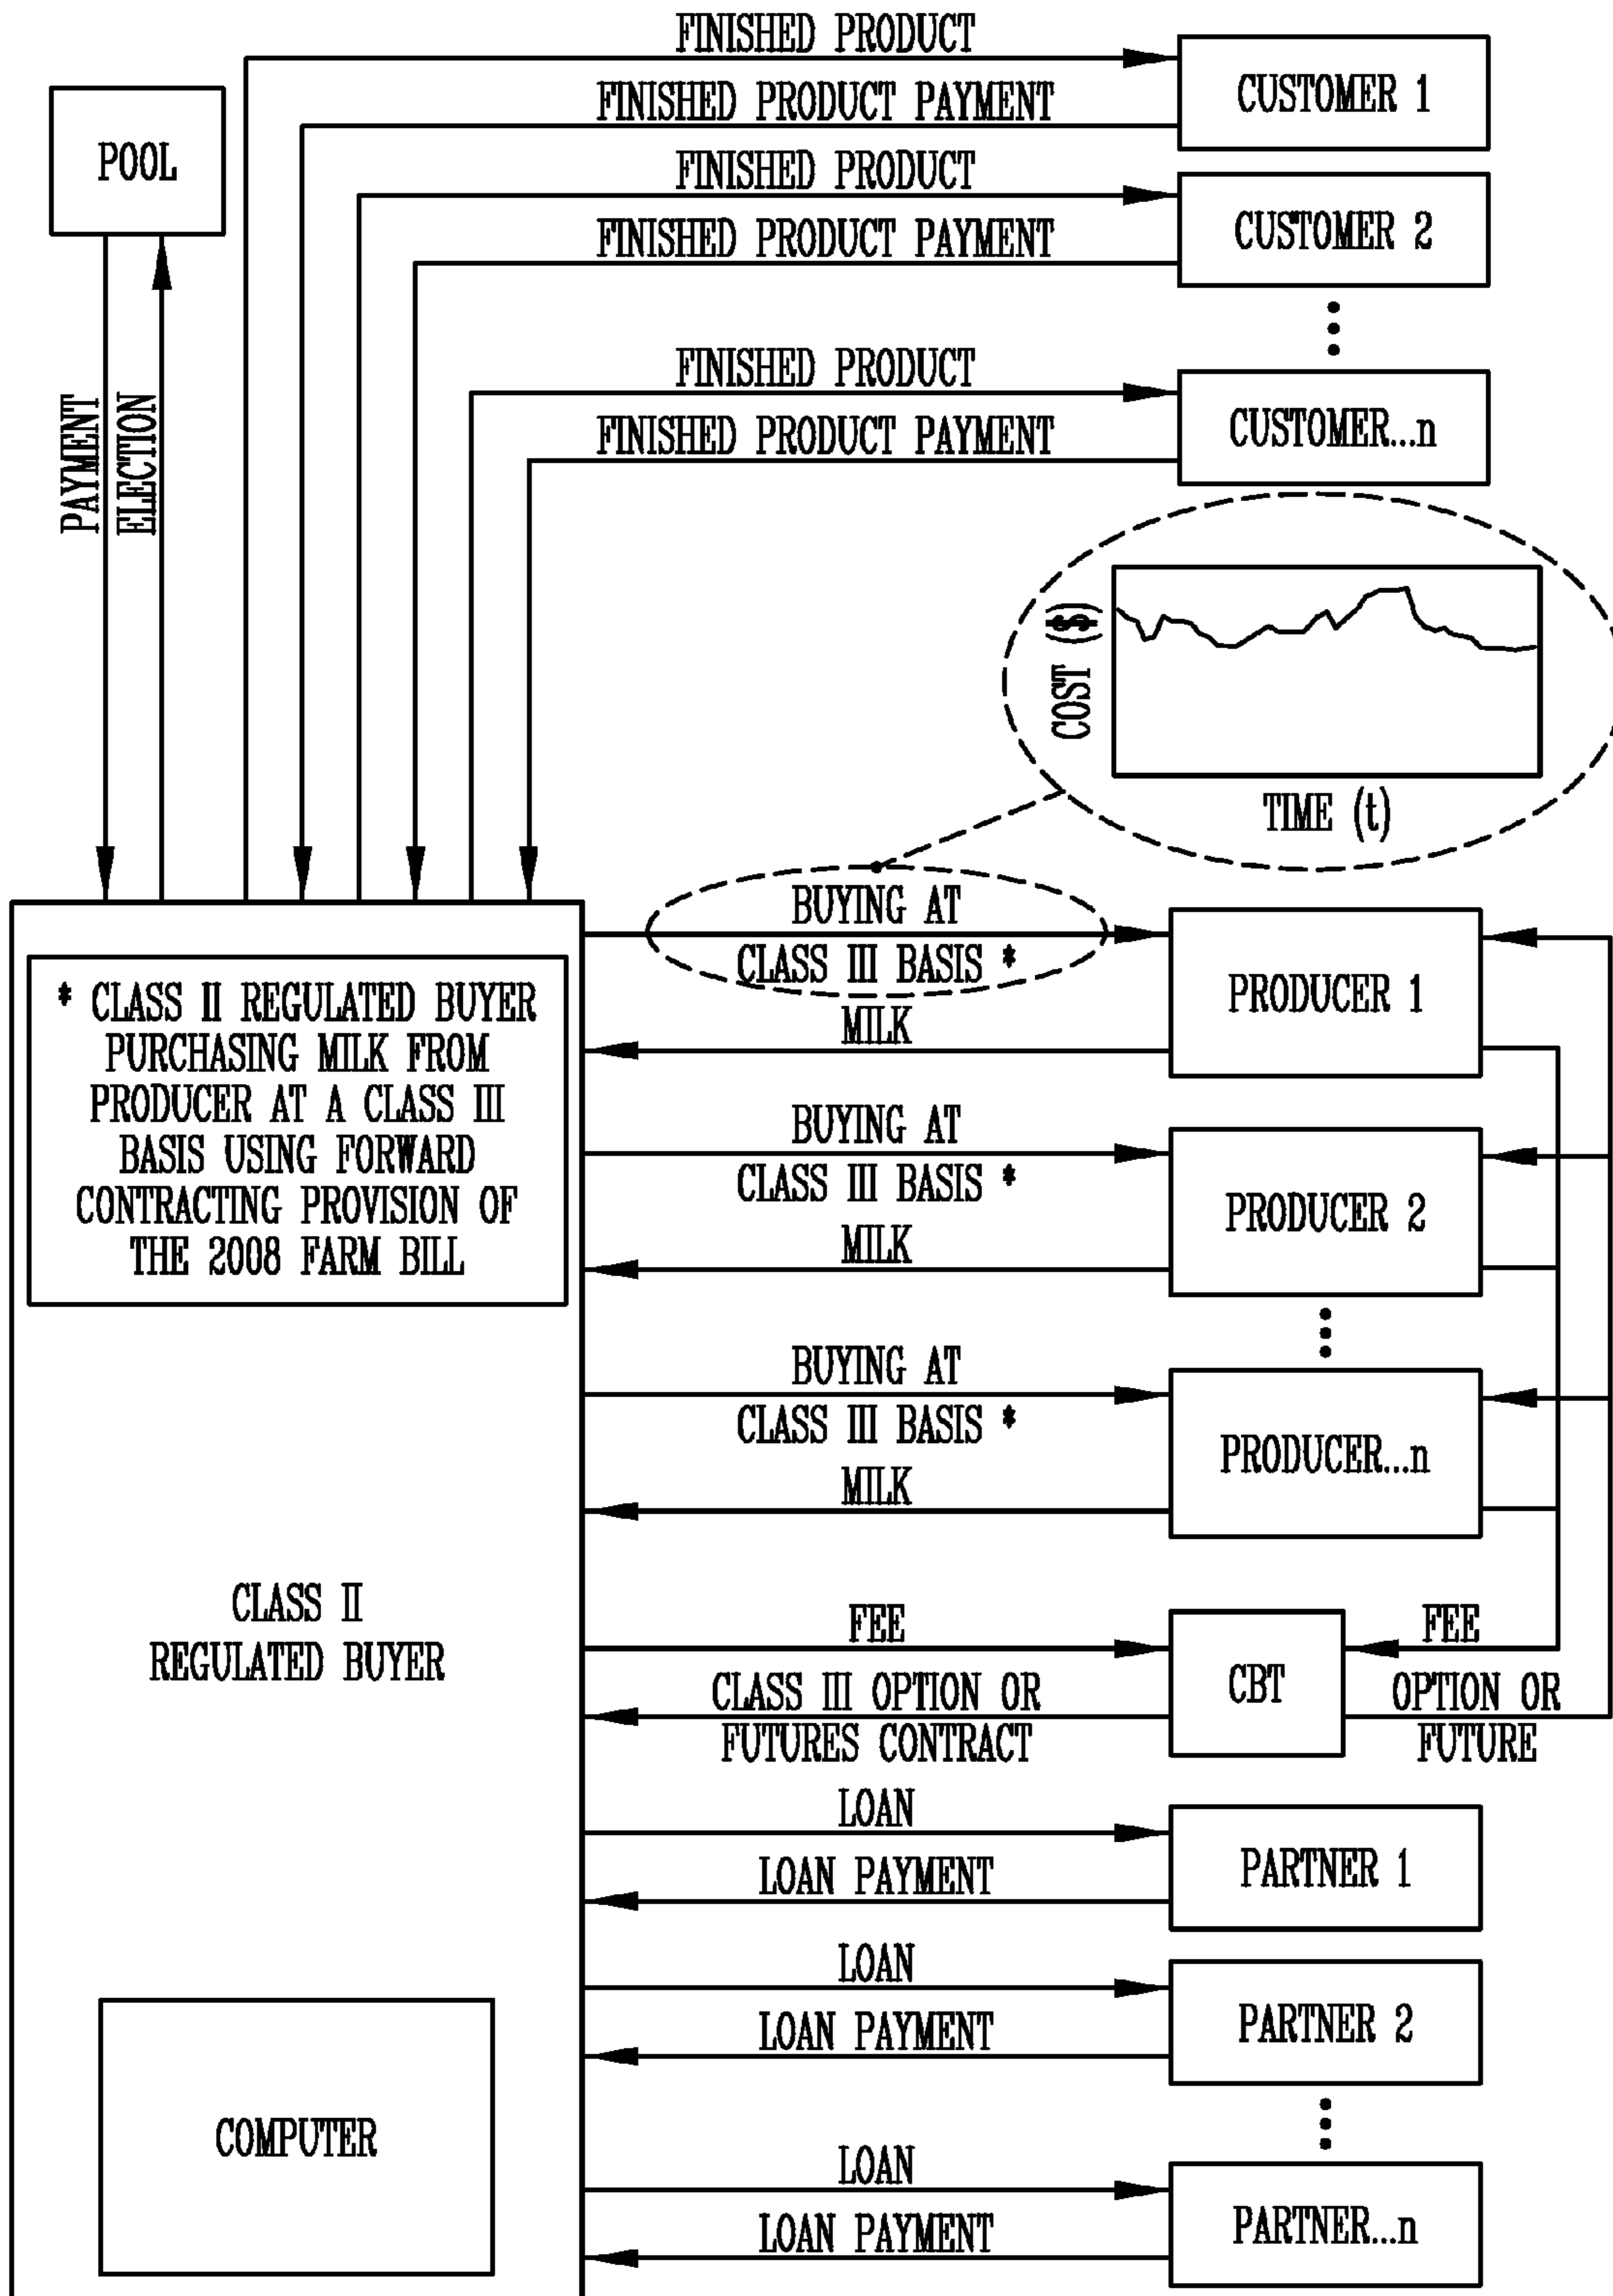 FINISHED PRODUCT
CUSTOMER 1
FINISHED PRODUCT PAYMENT
POOL
FINISHED PRODUCT
CUSTOMER 2
FINISHED PRODUCT PAYMENT
FINISHED PRODUCT
CUSTOMER...n
FINISHED PRODUCT PAYMENT
PAYMENT
ELECTION
COST ($)
TIME (t)
BUYING AT
CLASS III BASIS *
PRODUCER 1
MILK
* CLASS II REGULATED BUYER
PURCHASING MILK FROM
PRODUCER AT A CLASS III
BASIS USING FORWARD
CONTRACTING PROVISION OF
THE 2008 FARM BILL
BUYING AT
CLASS III BASIS *
PRODUCER 2
MILK
BUYING AT
CLASS III BASIS *
PRODUCER...n
MILK
CLASS II
REGULATED BUYER
FEE
CLASS III OPTION OR
FUTURES CONTRACT
CBT
FEE
OPTION OR
FUTURE
LOAN
PARTNER 1
LOAN PAYMENT
LOAN
PARTNER 2
LOAN PAYMENT
COMPUTER
LOAN
PARTNER...n
LOAN PAYMENT